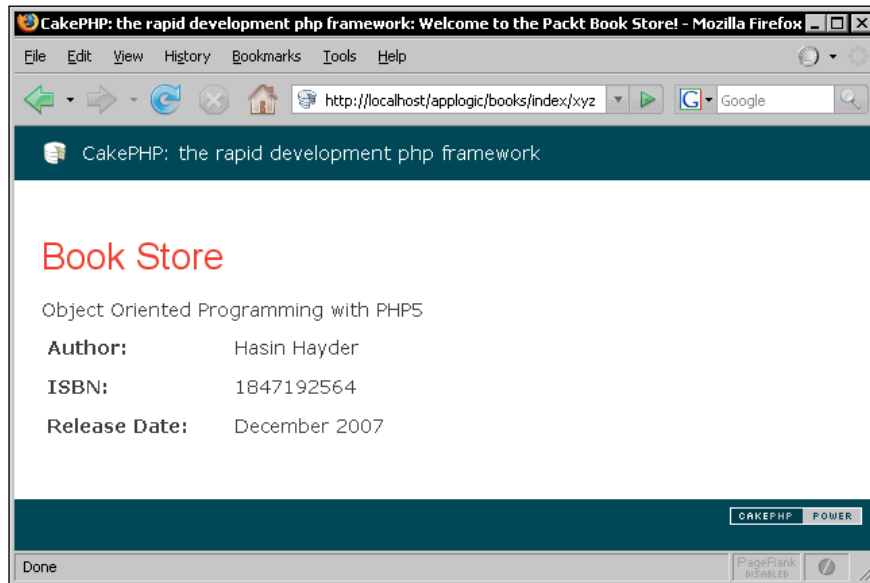 CakePHP: the rapid development php framework: Welcome to the Packt Book Store! - Mozilla Firefox
File Edit View History Bookmarks Tools Help
http://localhost/applogic/books/index/xyz G Google
CakePHP: the rapid development php framework
Book Store
Object Oriented Programming with PHP5
Author: Hasin Hayder
ISBN: 1847192564
Release Date: December 2007
CAKEPHP POWER
Done PageRank
DISABLED